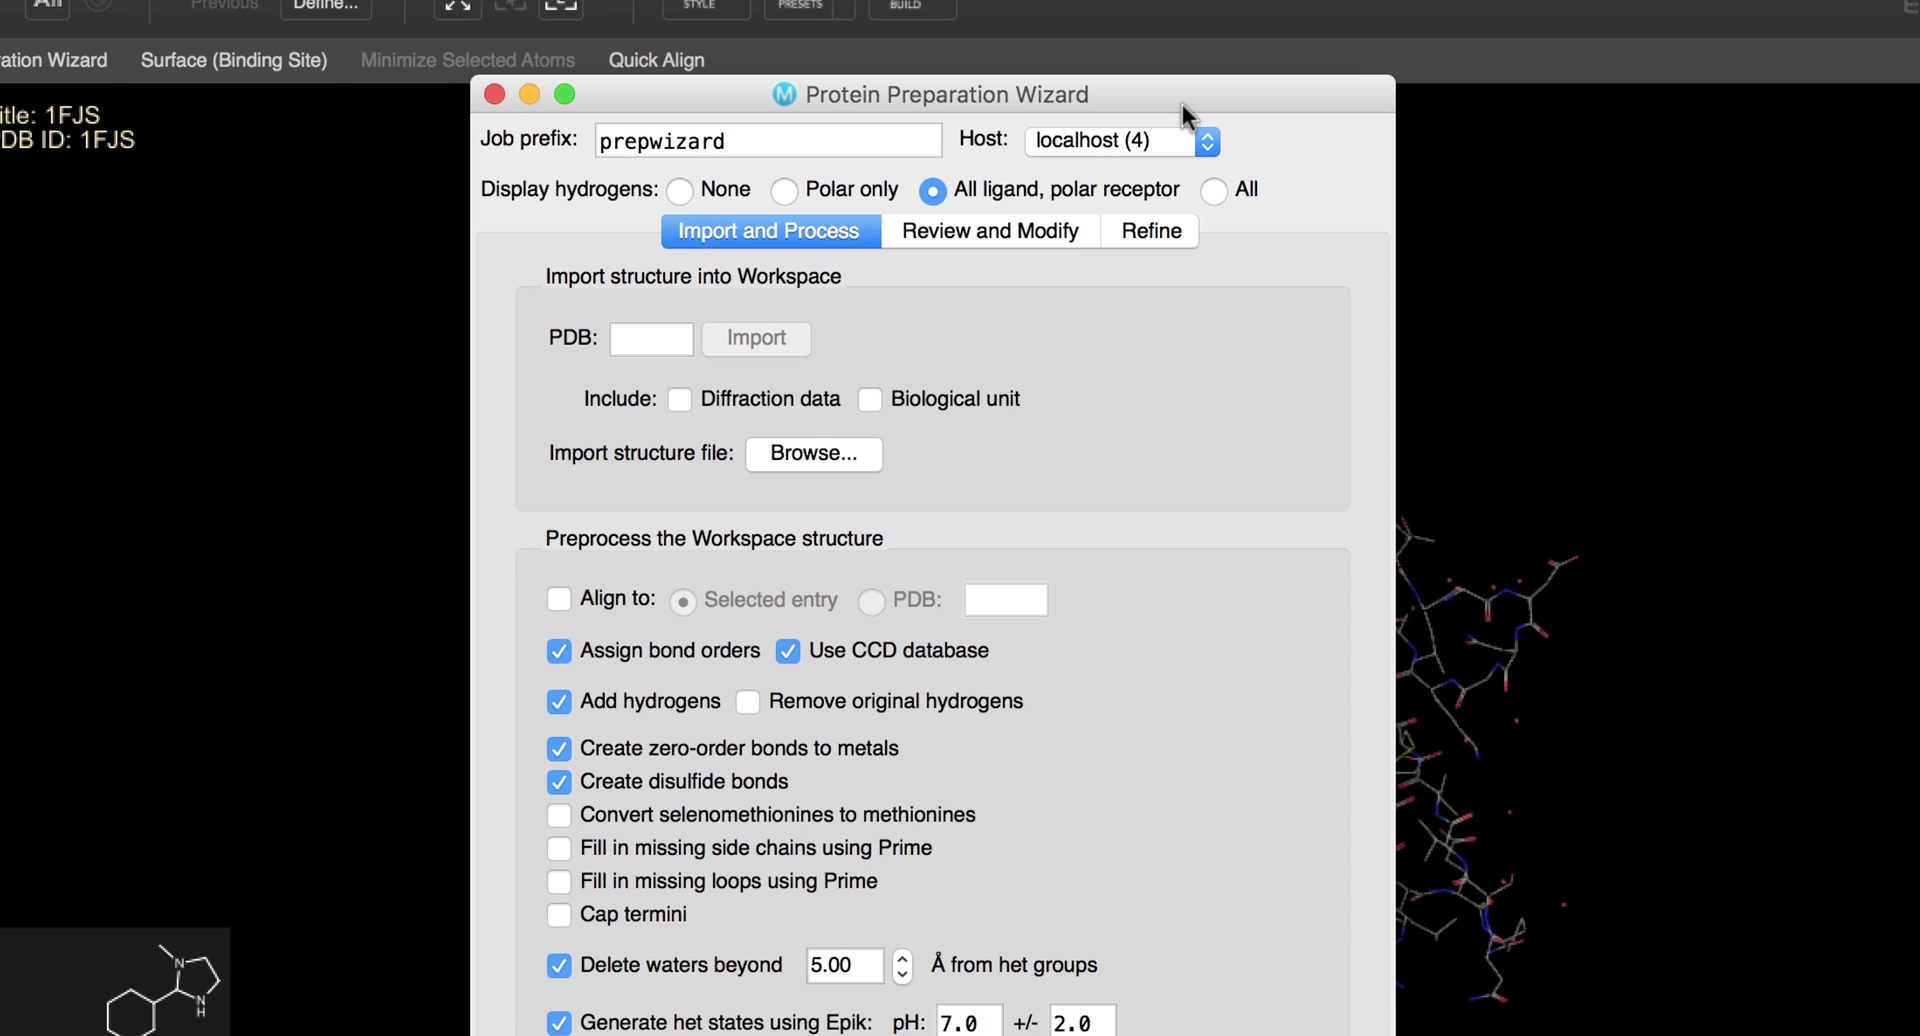 All Previous Define... STYLE PRESETS BUILD
ation Wizard Surface (Binding Site) Minimize Selected Atoms Quick Align
itle: 1FJS
DB ID: 1FJS
M Protein Preparation Wizard
Job prefix: prepwizard Host: localhost (4)
Display hydrogens: None Polar only All ligand, polar receptor All
Import and Process Review and Modify Refine
Import structure into Workspace
PDB: Import
Include: Diffraction data Biological unit
Import structure file: Browse...
Preprocess the Workspace structure
Align to: Selected entry PDB:
Assign bond orders Use CCD database
Add hydrogens Remove original hydrogens
Create zero-order bonds to metals
Create disulfide bonds
Convert selenomethionines to methionines
Fill in missing side chains using Prime
Fill in missing loops using Prime
Cap termini
Delete waters beyond 5.00 Å from het groups
Generate het states using Epik: pH: 7.0 +/- 2.0
N
N
H